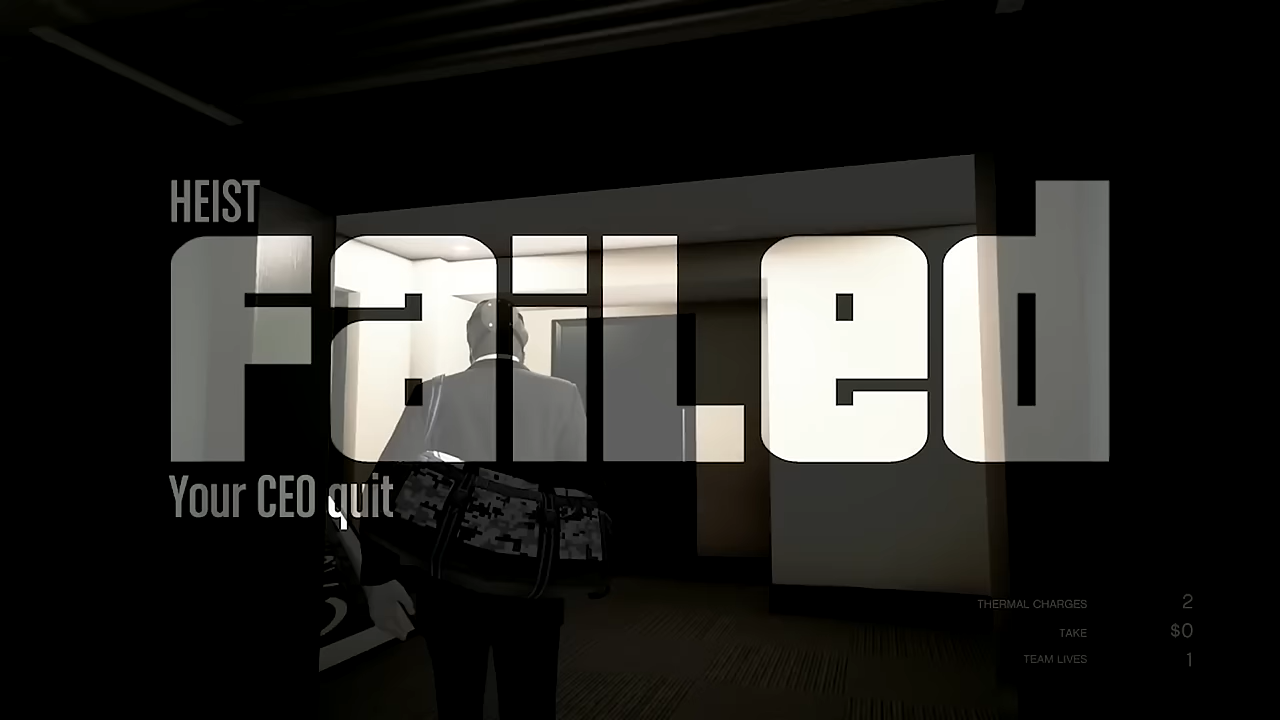 HEIST
FAILED
Your CEO quit
THERMAL CHARGES 2
TAKE $0
TEAM LIVES 1